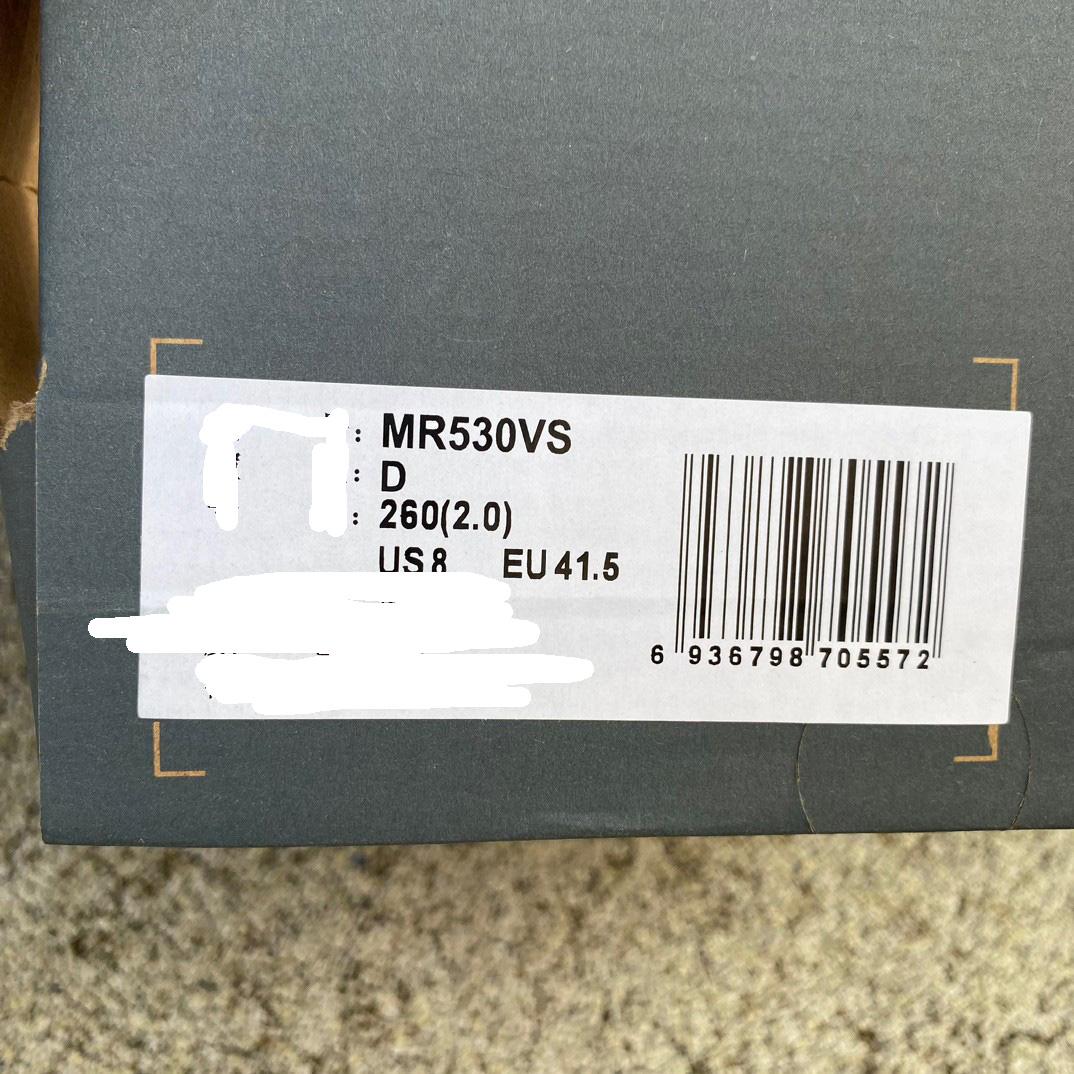 : MR530VS
: D
: 260(2.0)
US 8 EU 41.5
6 936798 705572